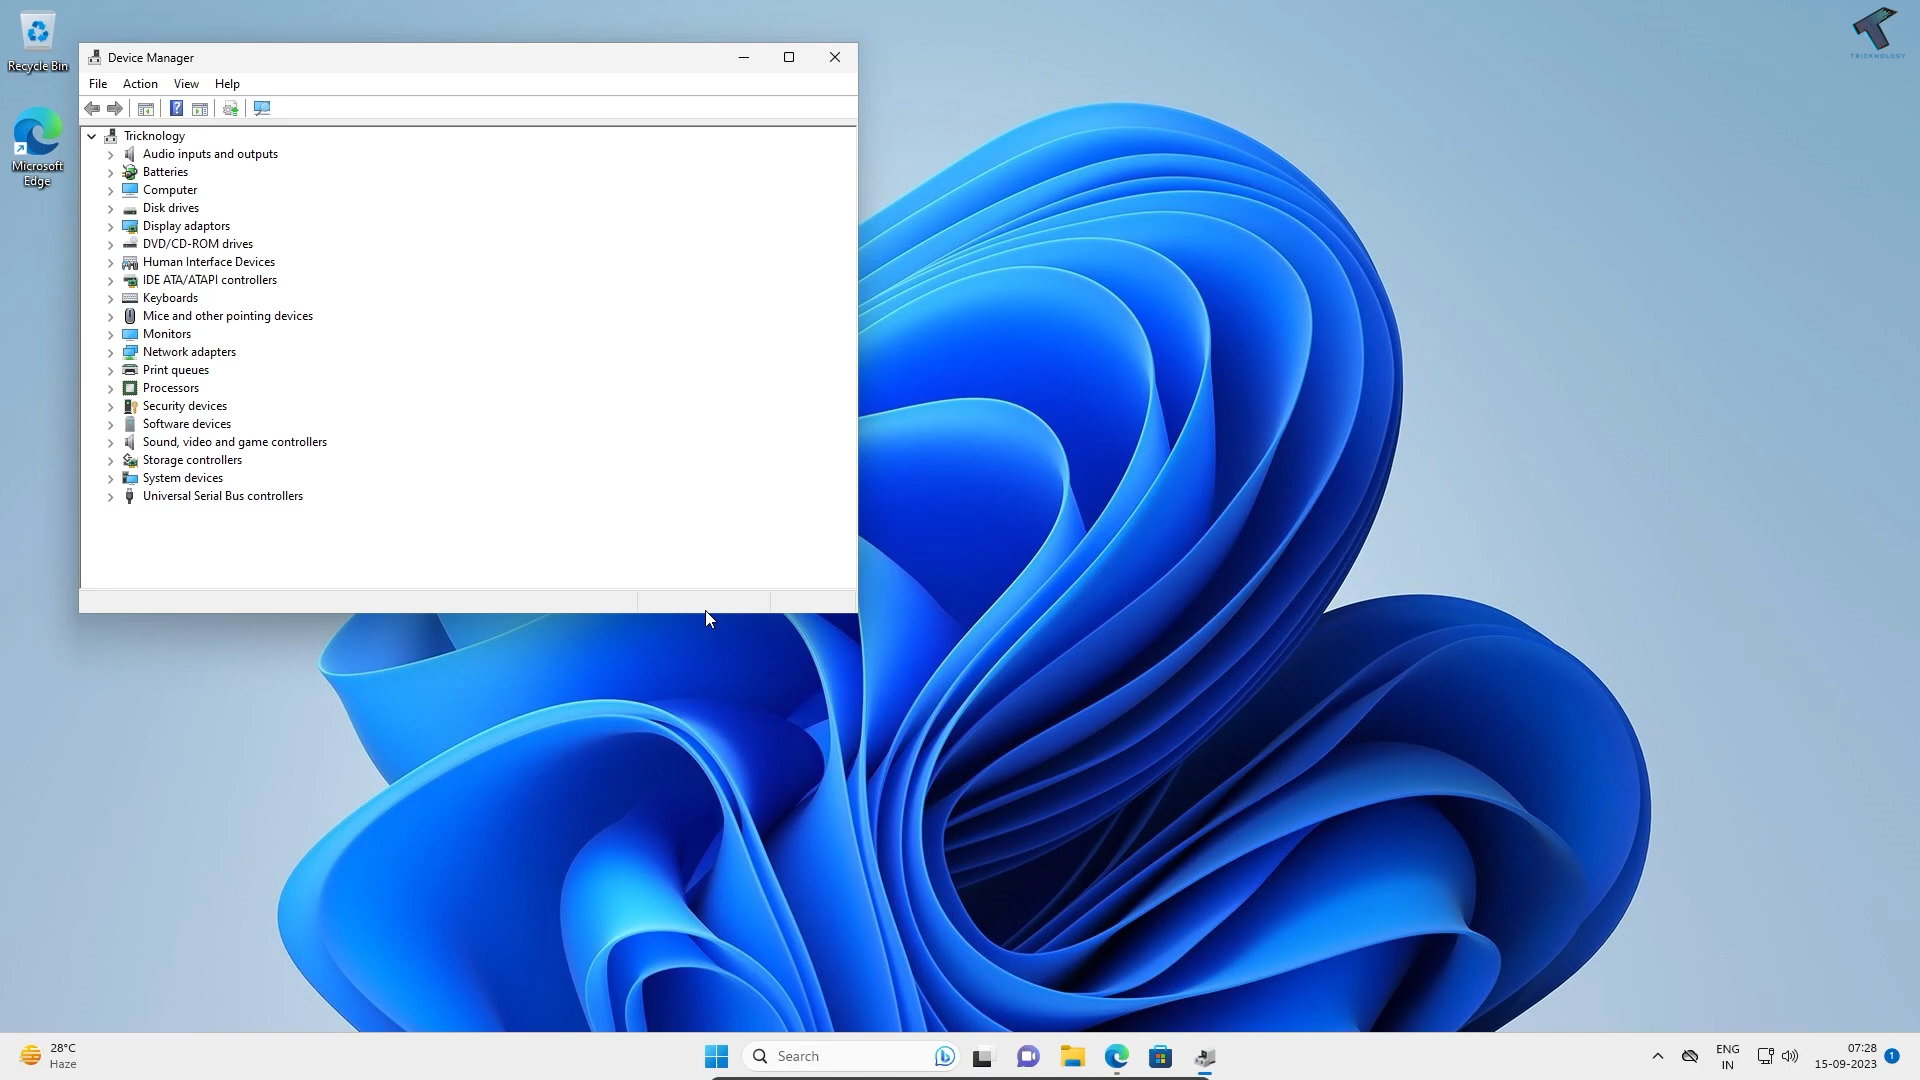 Recycle Bin
Microsoft
Edge
Device Manager
File Action View Help
Tricknology
Audio inputs and outputs
Batteries
Computer
Disk drives
Display adaptors
DVD/CD-ROM drives
Human Interface Devices
IDE ATA/ATAPI controllers
Keyboards
Mice and other pointing devices
Monitors
Network adapters
Print queues
Processors
Security devices
Software devices
Sound, video and game controllers
Storage controllers
System devices
Universal Serial Bus controllers
TRICKNOLOGY
28°C
Haze
Search
ENG
IN
07:28
15-09-2023
1